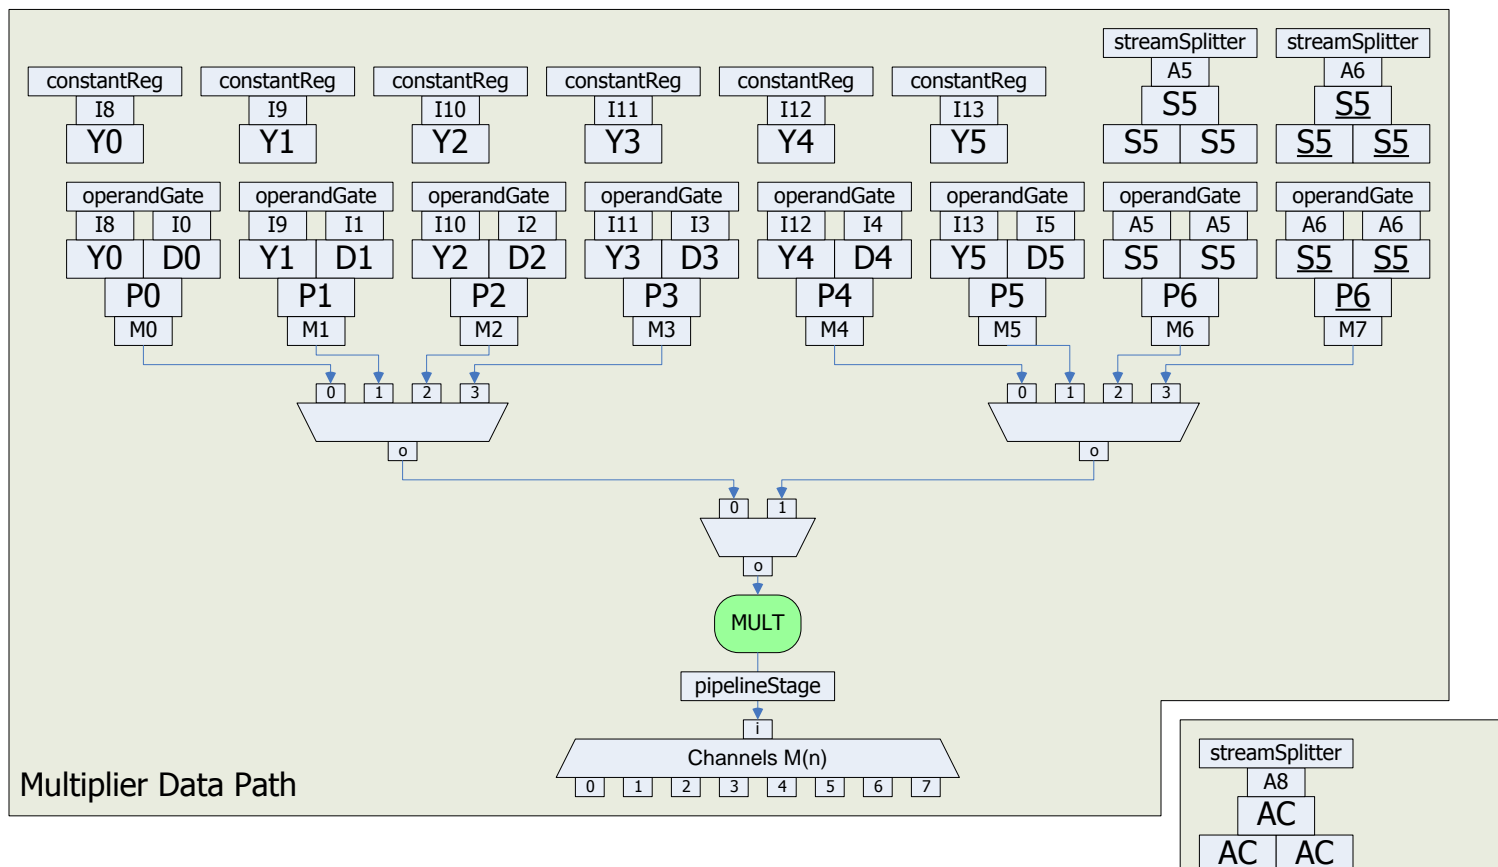 streamSplitter streamSplitter
constantReg constantReg constantReg constantReg constantReg constantReg A5 A6
I8 I9 I10 I11 I12 I13 S5 S5
Y0 Y1 Y2 Y3 Y4 Y5 S5 S5 S5 S5
operandGate operandGate operandGate operandGate operandGate operandGate operandGate operandGate
I8 I0 I9 I1 I10 I2 I11 I3 I12 I4 I13 I5 A5 A5 A6 A6
Y0 D0 Y1 D1 Y2 D2 Y3 D3 Y4 D4 Y5 D5 S5 S5 S5 S5
P0 P1 P2 P3 P4 P5 P6 P6
M0 M1 M2 M3 M4 M5 M6 M7
0 1 2 3 0 1 2 3
o o
0 1
o
MULT
pipelineStage
i
Channels M(n)
0 1 2 3 4 5 6 7
Multiplier Data Path
streamSplitter
A8
AC
AC AC